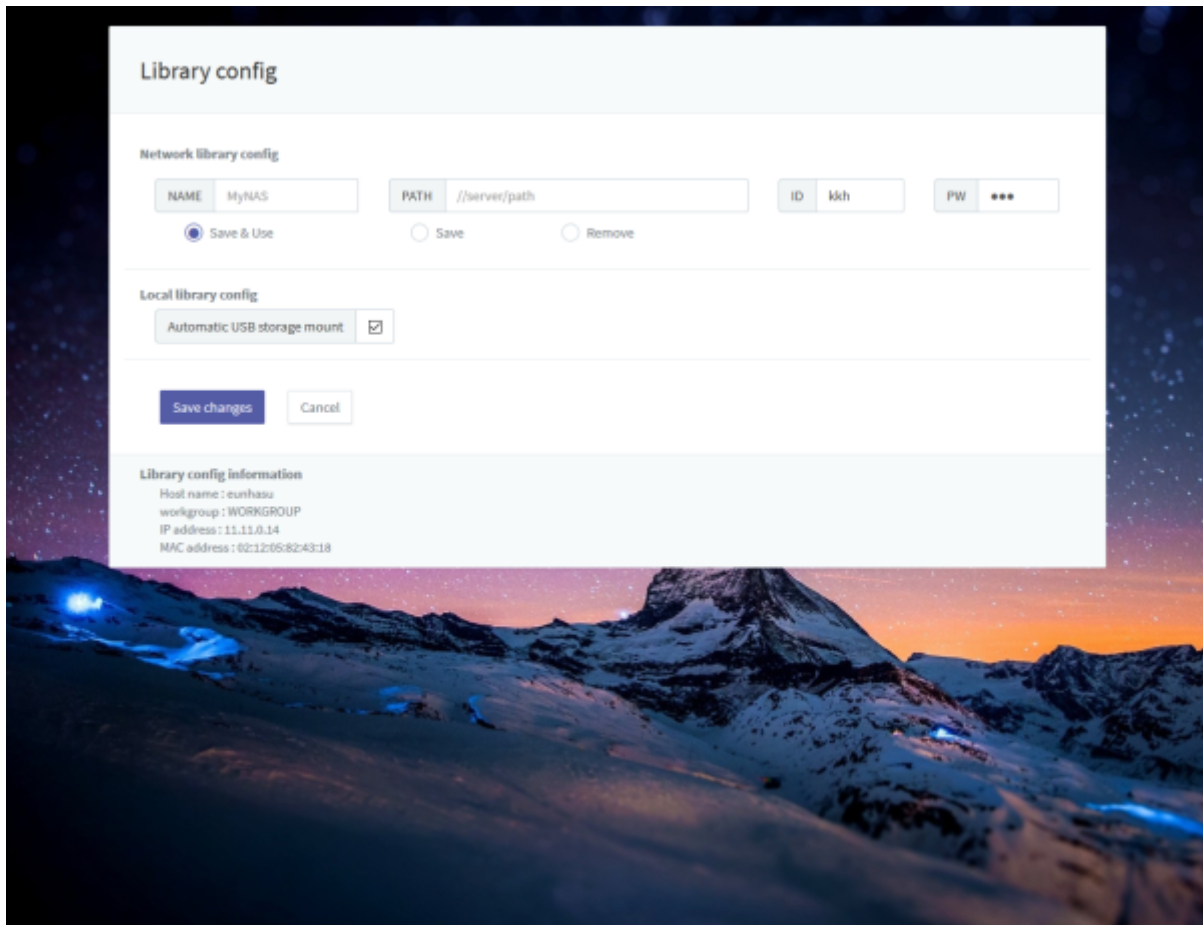 Library config
Network library config
NAME MyNAS PATH //server/path ID kkh PW •••
Save & Use Save Remove
Local library config
Automatic USB storage mount
Save changes Cancel
Library config information
Host name : eunhasu
workgroup : WORKGROUP
IP address : 11.11.0.14
MAC address : 02:12:05:82:43:18